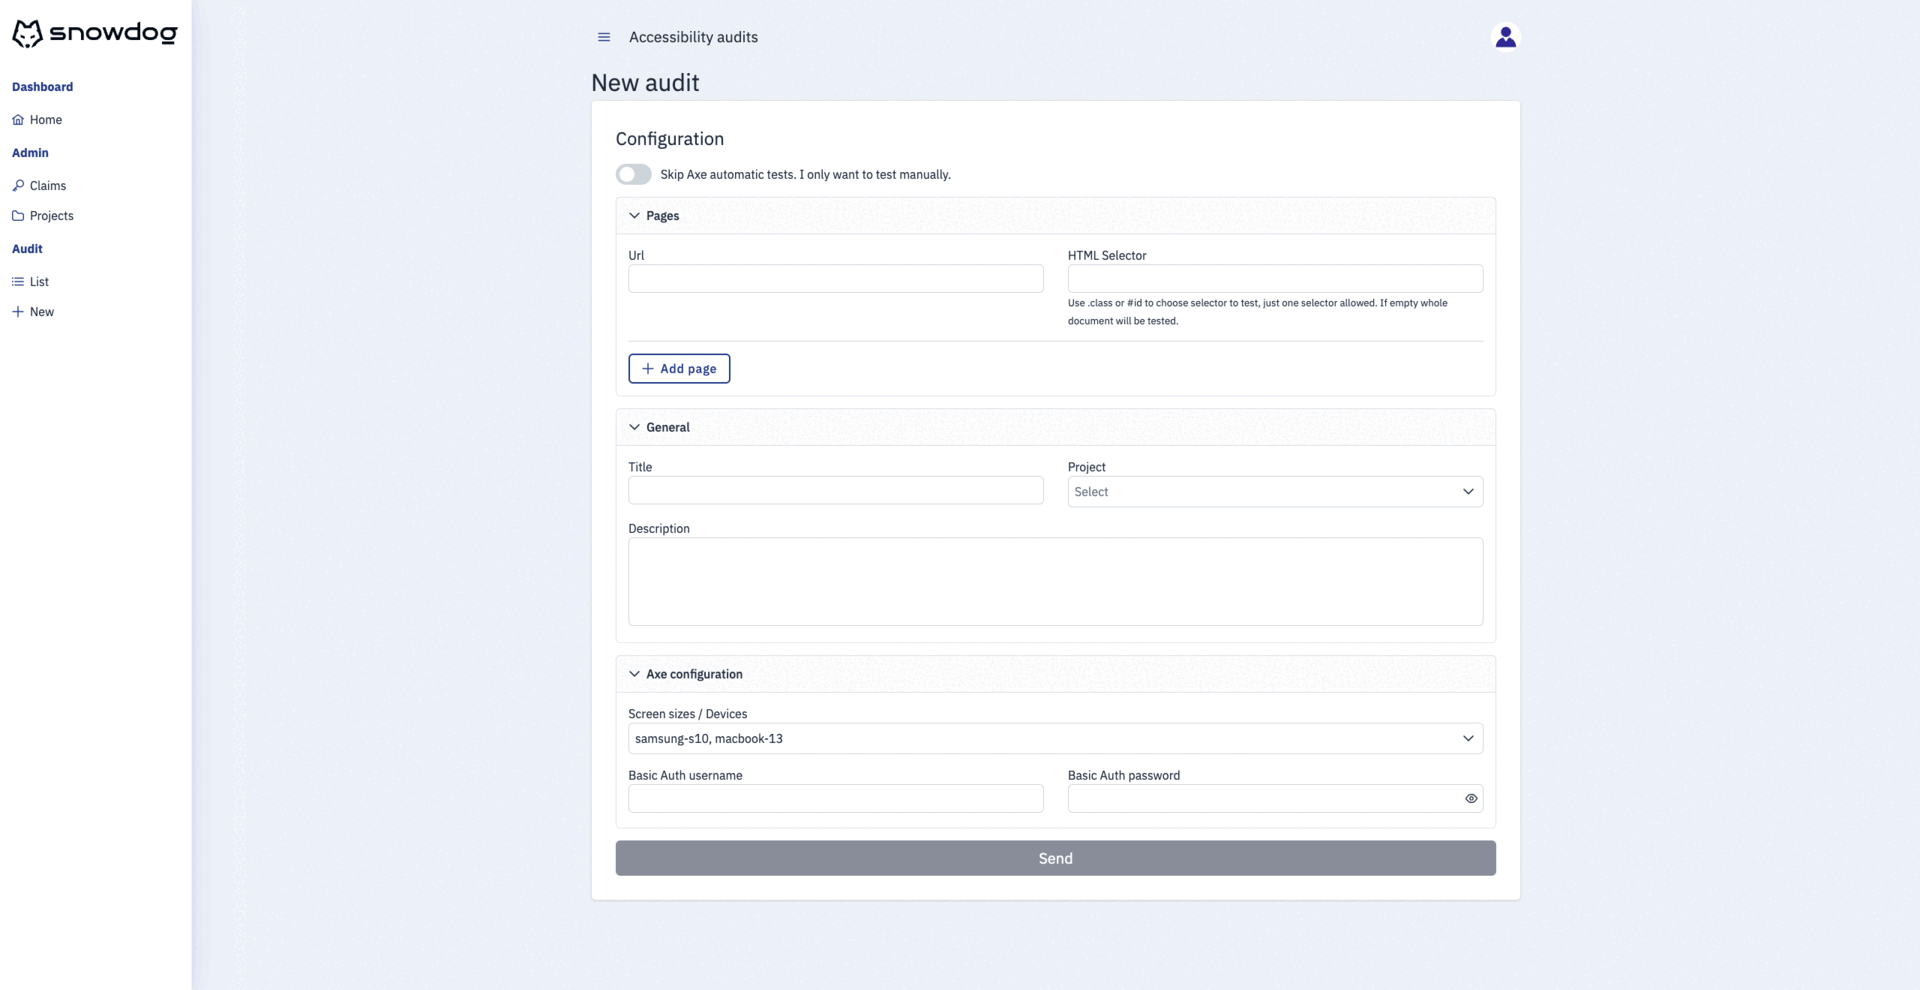 snowdog
Dashboard
Home
Admin
Claims
Projects
Audit
List
New
Accessibility audits
New audit
Configuration
Skip Axe automatic tests. I only want to test manually.
Pages
Url
HTML Selector
Use .class or #id to choose selector to test, just one selector allowed. If empty whole
document will be tested.
Add page
General
Title
Project
Select
Description
Axe configuration
Screen sizes / Devices
samsung-s10, macbook-13
Basic Auth username
Basic Auth password
Send